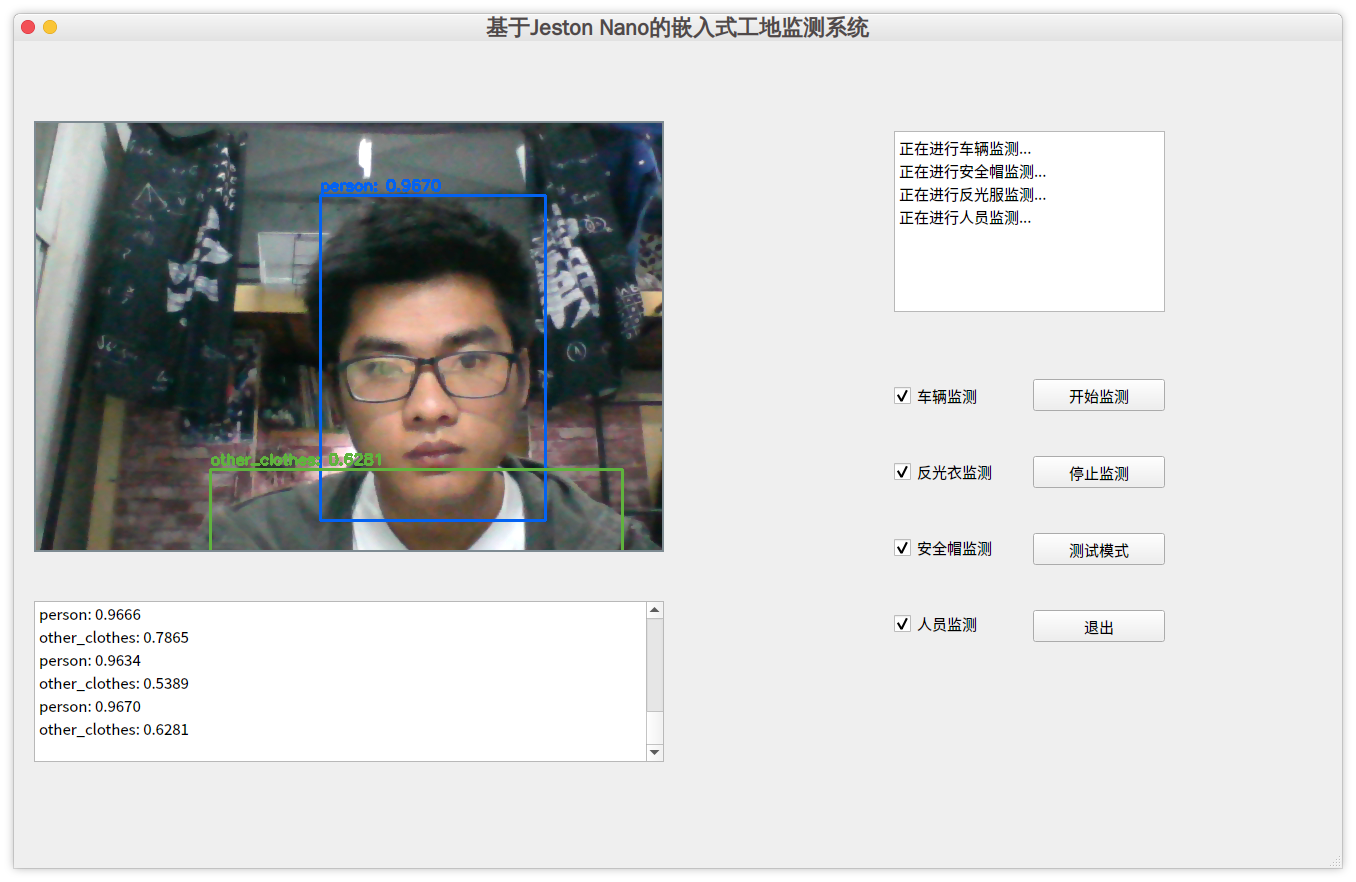 基于Jeston Nano的嵌入式工地监测系统
person: 0.9670
other_clothes: 0.6281
person: 0.9666
other_clothes: 0.7865
person: 0.9634
other_clothes: 0.5389
person: 0.9670
other_clothes: 0.6281
正在进行车辆监测...
正在进行安全帽监测...
正在进行反光服监测...
正在进行人员监测...
车辆监测 开始监测
反光衣监测 停止监测
安全帽监测 测试模式
人员监测 退出